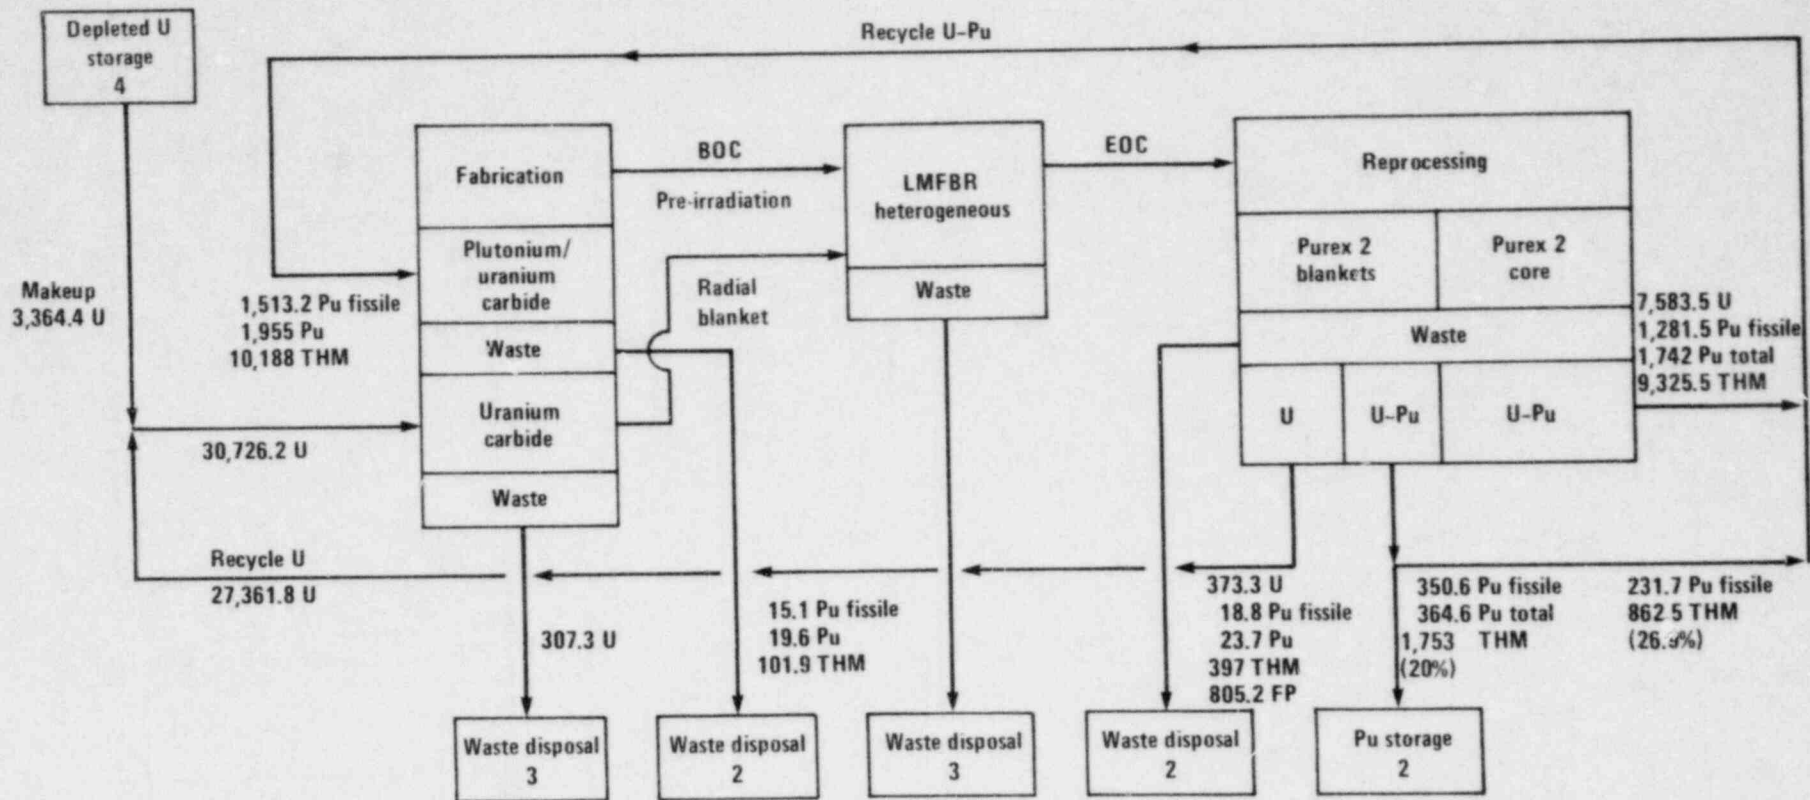 Depleted U
storage
4
Recycle U-Pu
Fabrication
BOC
Pre-irradiation
LMFBR
heterogeneous
EOC
Reprocessing
Plutonium/
uranium
carbide
Purex 2
blankets
Purex 2
core
Makeup
3,364.4 U
1,513.2 Pu fissile
1,955 Pu
10,188 THM
Radial
blanket
Waste
7,583.5 U
1,281.5 Pu fissile
1,742 Pu total
9,325.5 THM
Waste
Waste
Uranium
carbide
U
U-Pu
U-Pu
30,726.2 U
Waste
Recycle U
27,361.8 U
307.3 U
15.1 Pu fissile
19.6 Pu
101.9 THM
373.3 U
18.8 Pu fissile
23.7 Pu
397 THM
805.2 FP
350.6 Pu fissile
364.6 Pu total
1,753 THM
(20%)
231.7 Pu fissile
862.5 THM
Waste disposal
3
Waste disposal
2
Waste disposal
3
Waste disposal
2
Pu storage
2